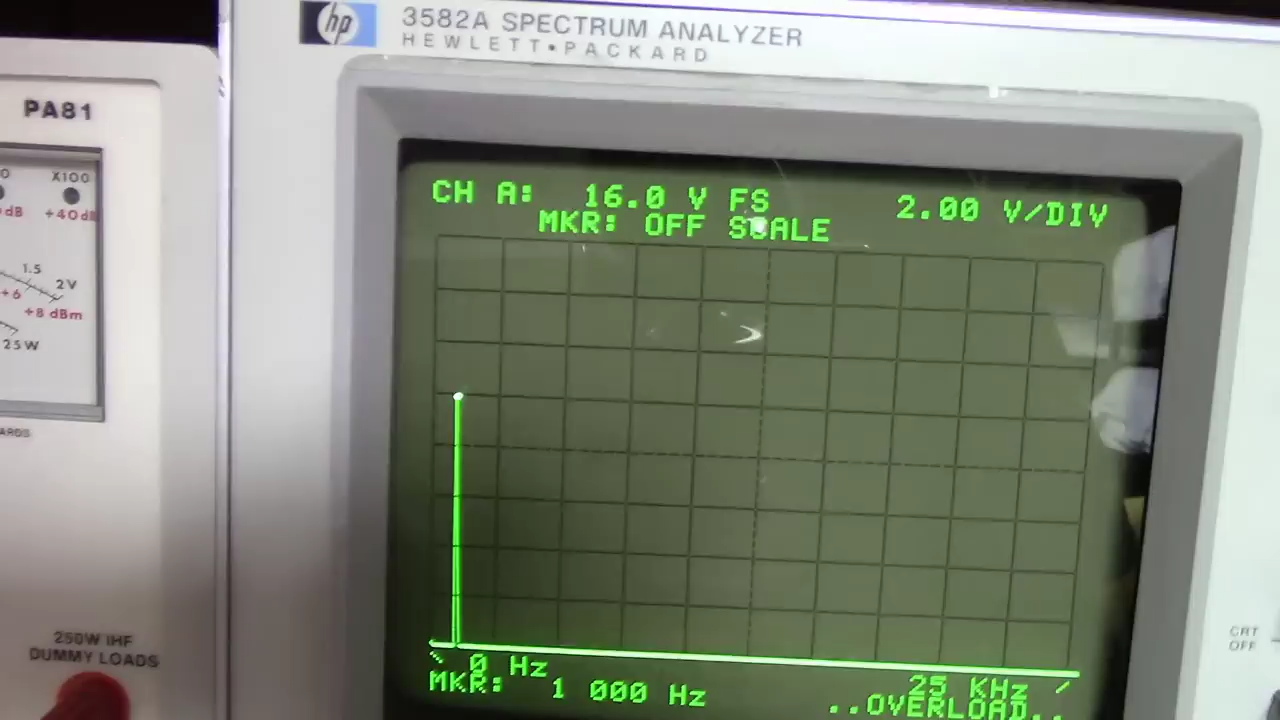 hp 3582A SPECTRUM ANALYZER
HEWLETT•PACKARD
PA81
X100
+40dB
dB
1.5
2V
+6
+8 dBm
25W
250W IHF
DUMMY LOADS
CH A: 16.0 V FS 2.00 V/DIV
MKR: OFF SCALE
0 Hz 25 KHz
MKR: 1 000 Hz ..OVERLOAD..
CRT
OFF